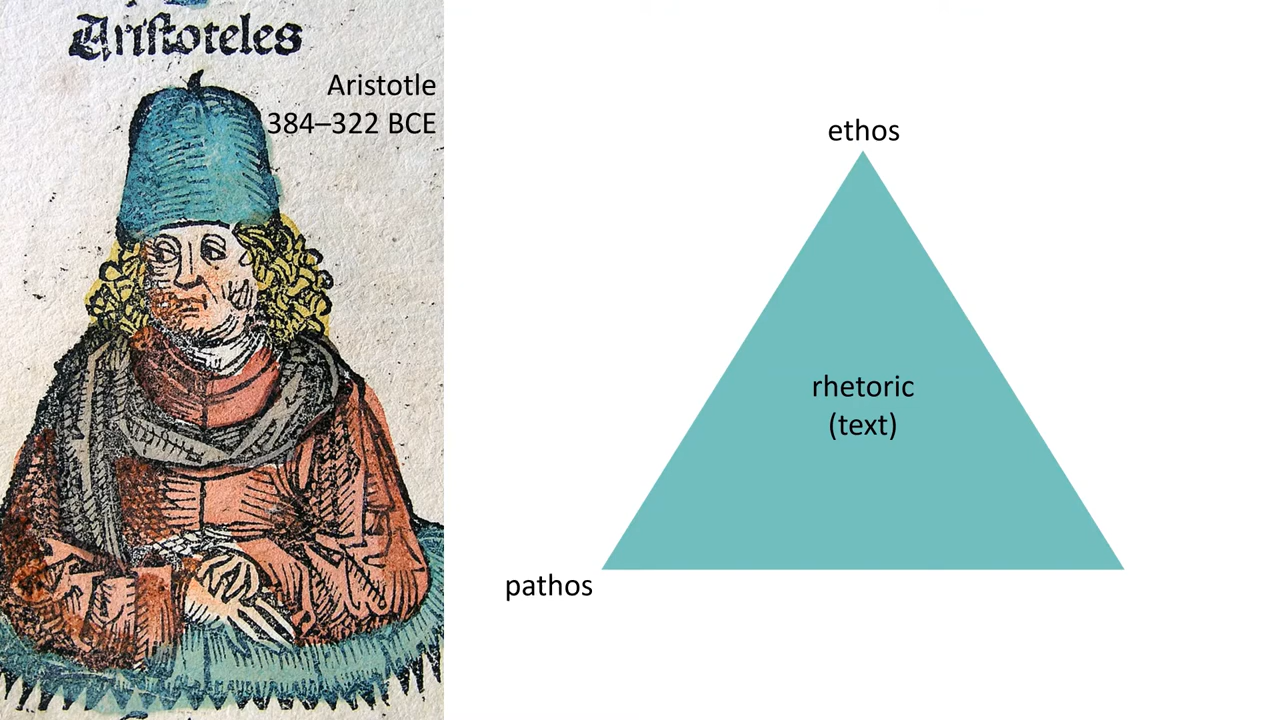 Aristoteles
Aristotle
384–322 BCE
ethos
rhetoric
(text)
pathos